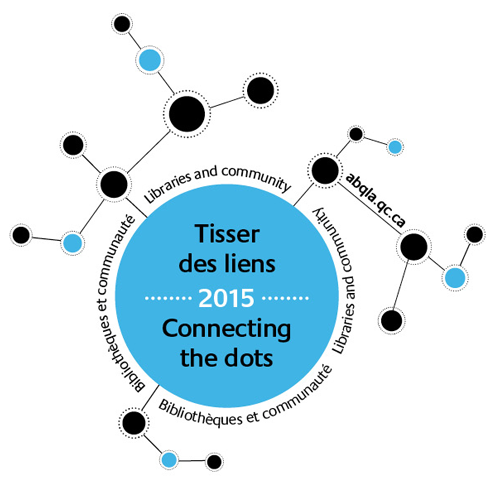 Libraries and community
abqla.qc.ca
Libraries and community
Bibliothèques et communauté
Bibliothèques et communauté
Tisser
des liens
2015
Connecting
the dots